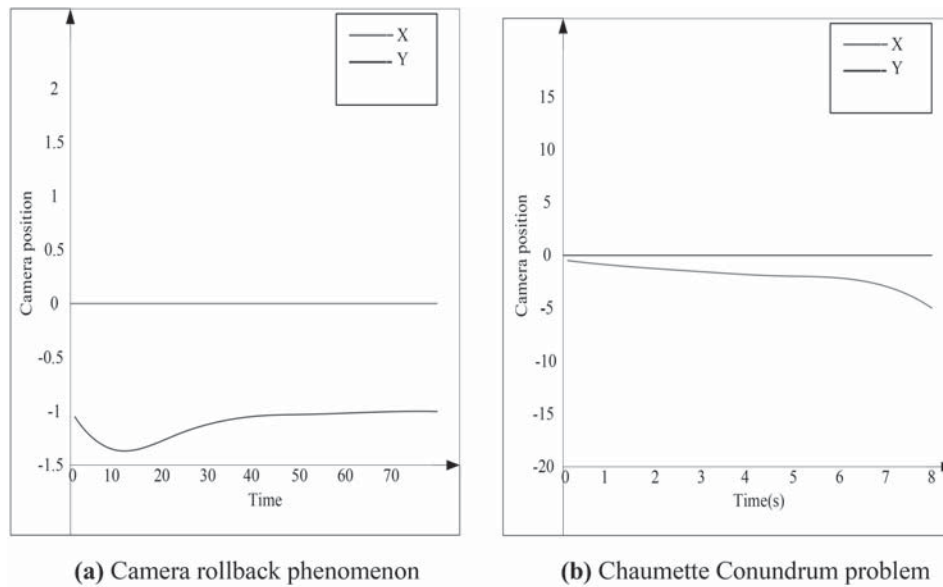 X
Y
2
1.5
1
0.5
0
-0.5
-1
-1.5
Camera position
0 10 20 30 40 50 60 70
Time
(a) Camera rollback phenomenon
X
Y
15
10
5
0
-5
-10
-15
-20
Camera position
0 1 2 3 4 5 6 7 8
Time(s)
(b) Chaumette Conundrum problem